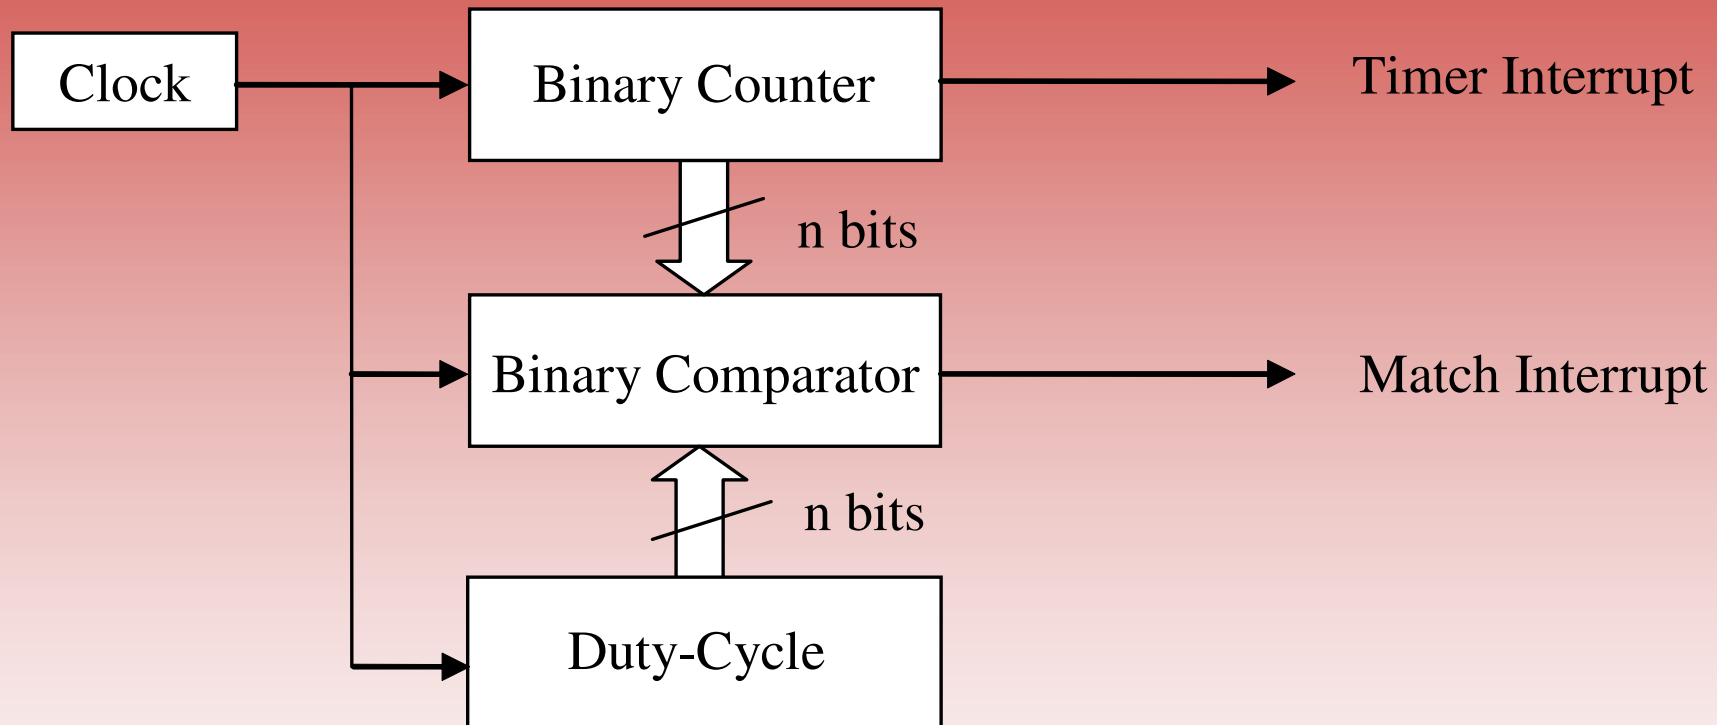 Clock
Binary Counter
Timer Interrupt
n bits
Binary Comparator
Match Interrupt
n bits
Duty-Cycle